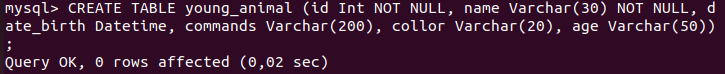 mysql> CREATE TABLE young_animal (id Int NOT NULL, name Varchar(30) NOT NULL, d
ate_birth Datetime, commands Varchar(200), collor Varchar(20), age Varchar(50))
;
Query OK, 0 rows affected (0,02 sec)